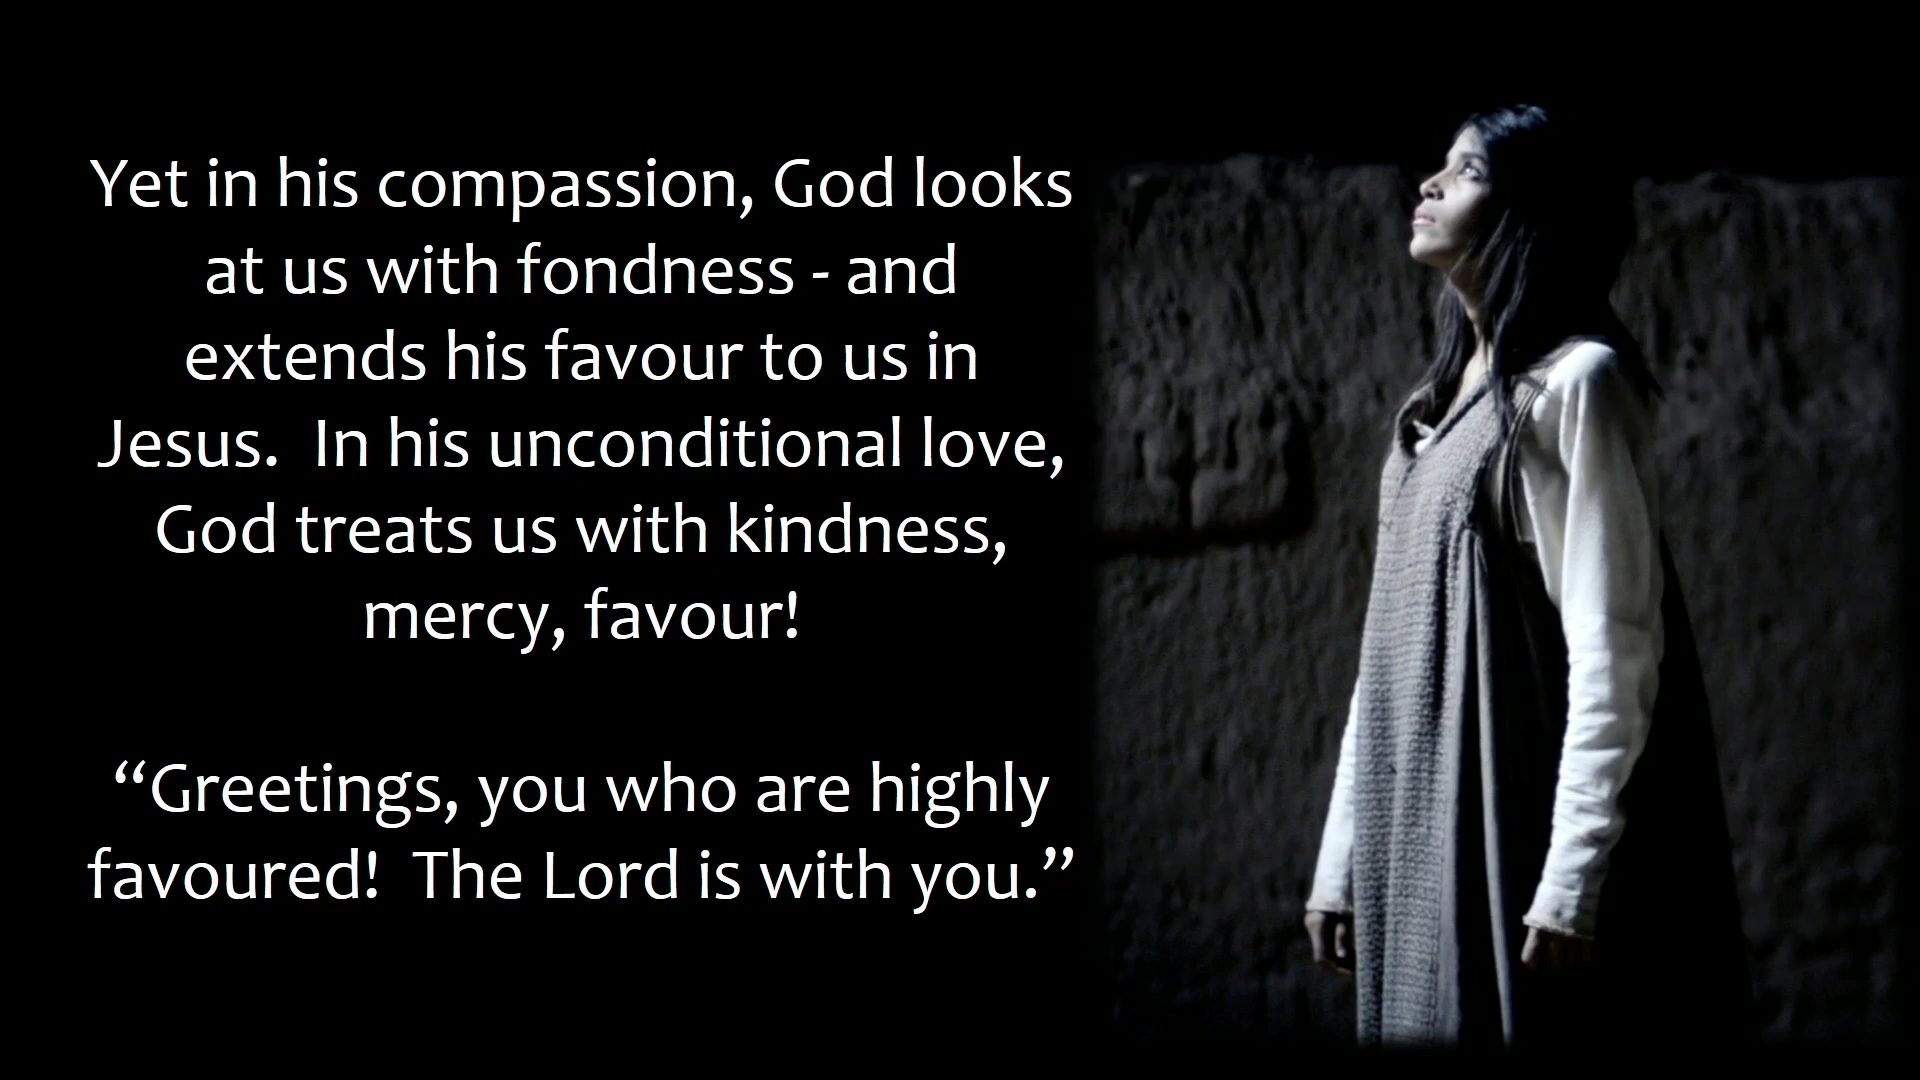 Yet in his compassion, God looks
at us with fondness - and
extends his favour to us in
Jesus.  In his unconditional love,
God treats us with kindness,
mercy, favour!
“Greetings, you who are highly
favoured!  The Lord is with you.”